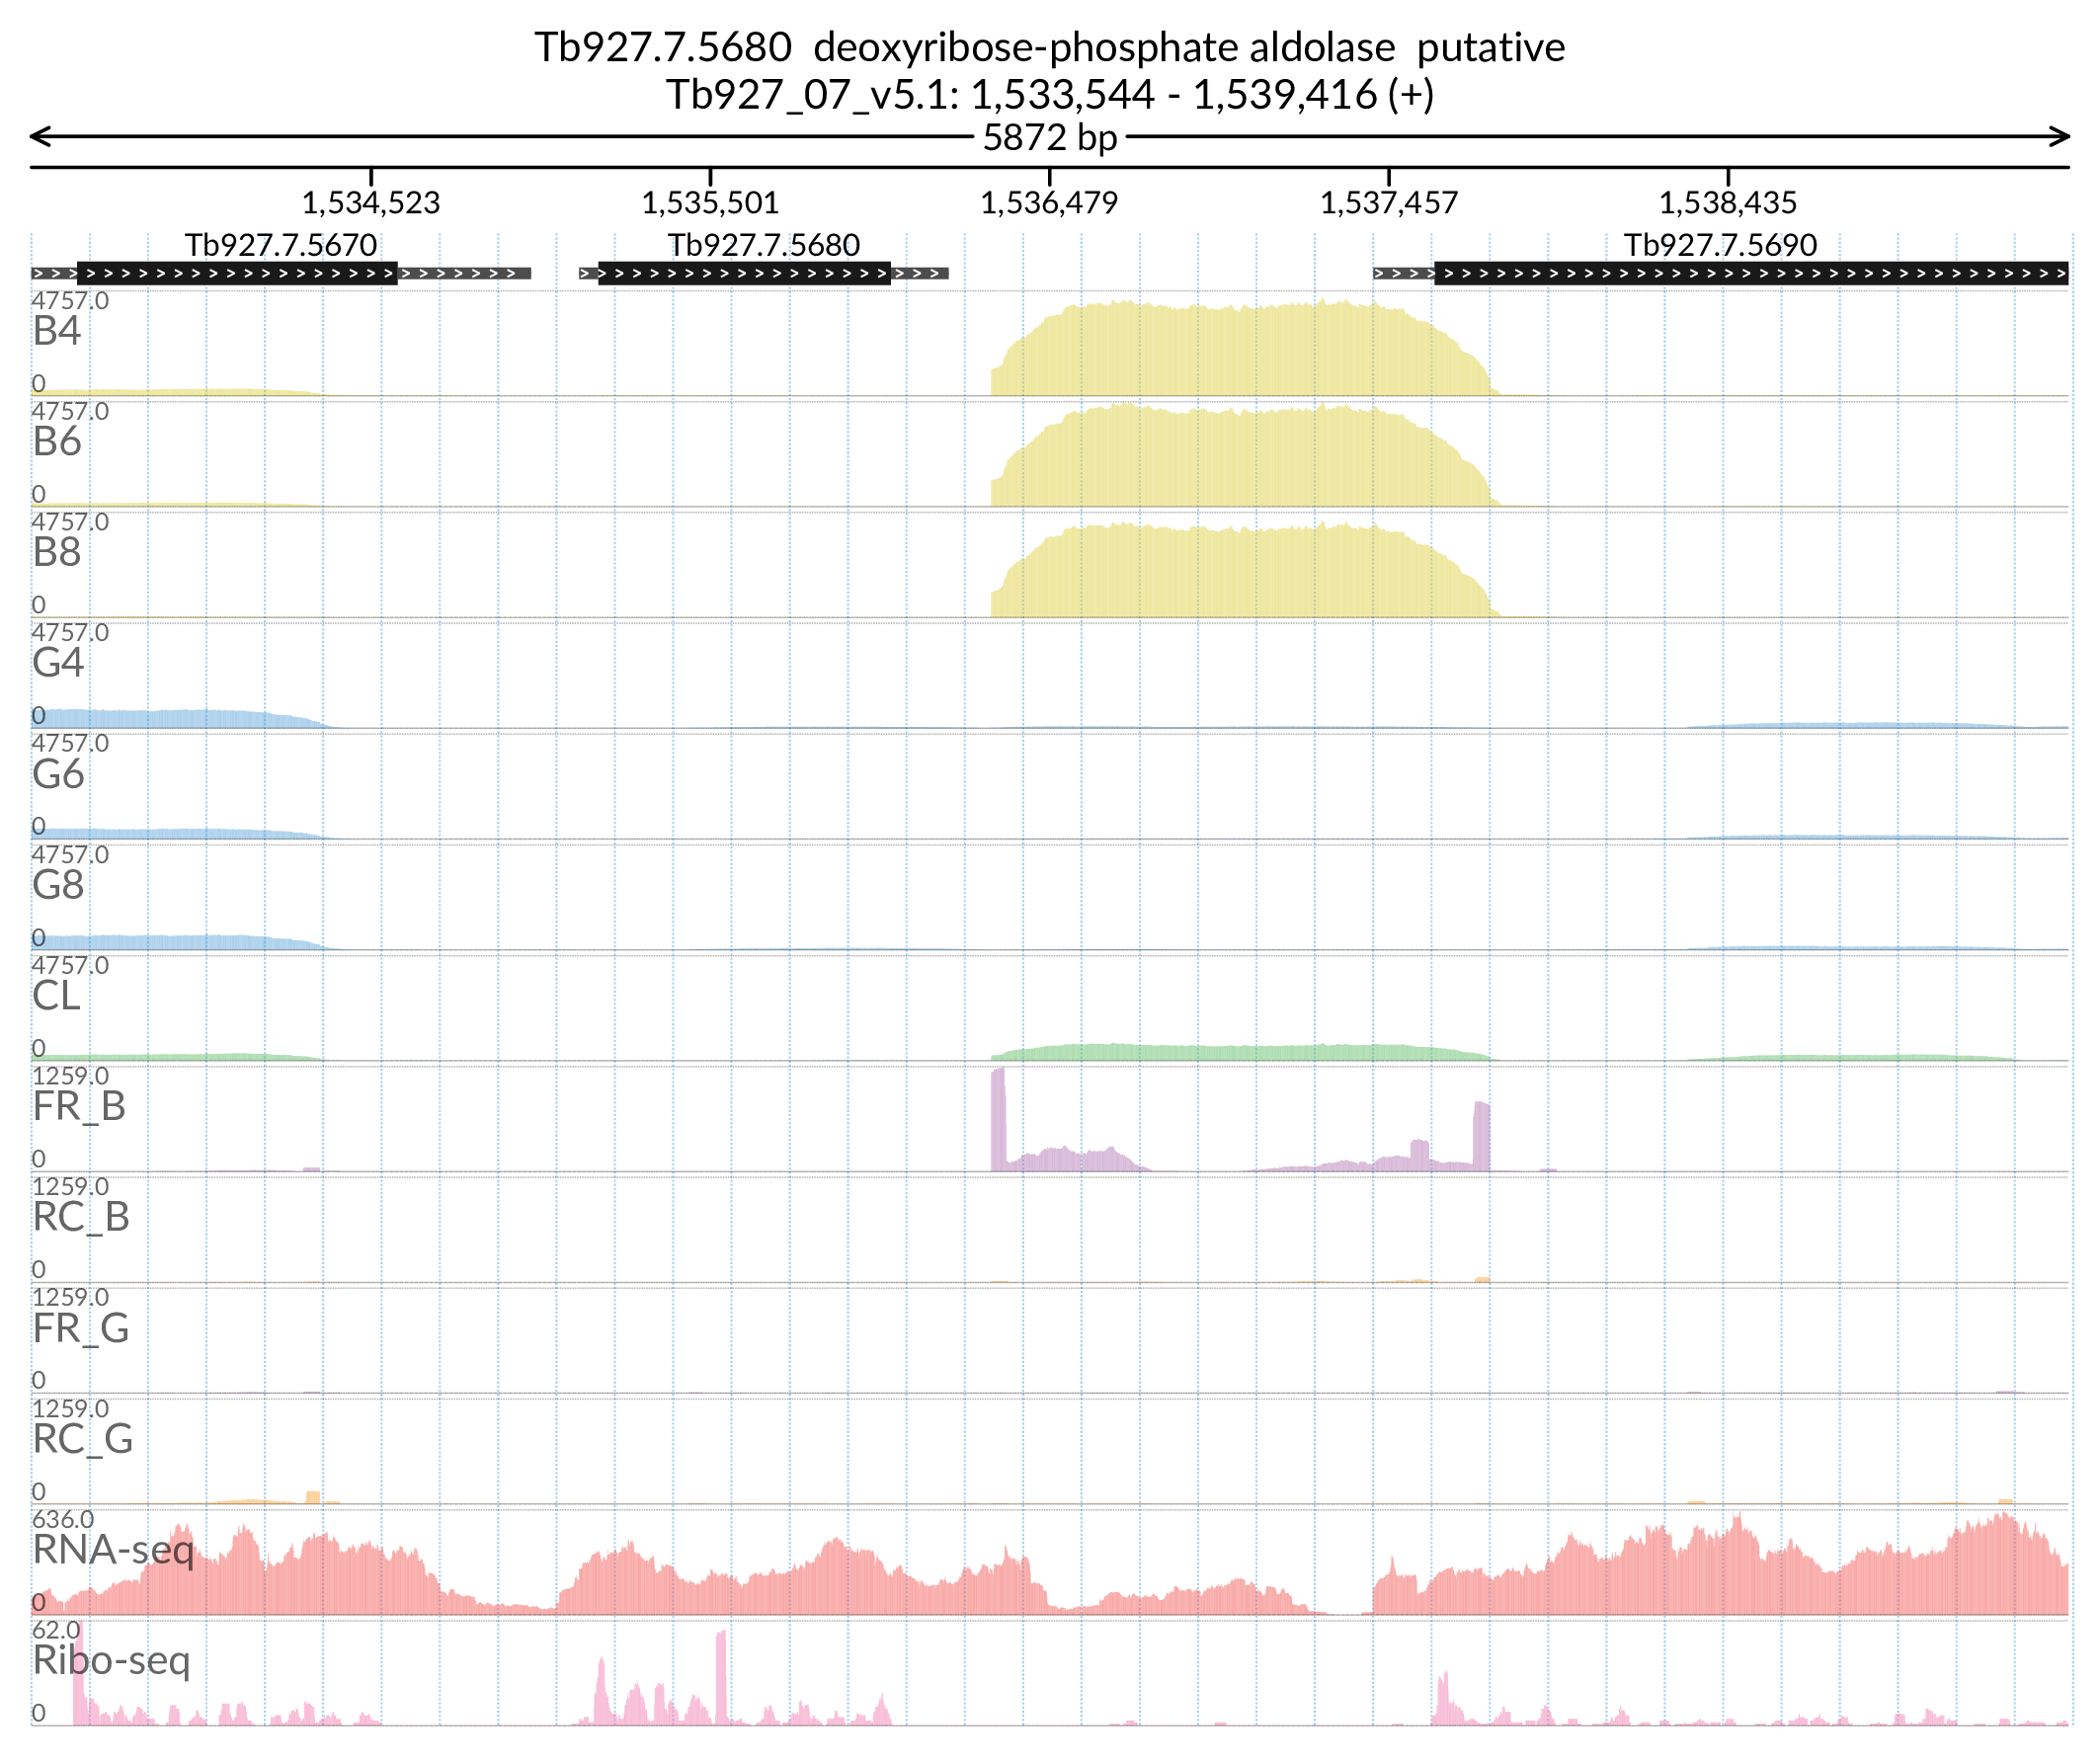 Tb927.7.5680  deoxyribose-phosphate aldolase  putative
Tb927_07_v5.1: 1,533,544 - 1,539,416 (+)
5872 bp
1,534,523 1,535,501 1,536,479 1,537,457 1,538,435
Tb927.7.5670 Tb927.7.5680 Tb927.7.5690
4757.0
B4
0
4757.0
B6
0
4757.0
B8
0
4757.0
G4
0
4757.0
G6
0
4757.0
G8
0
4757.0
CL
0
1259.0
FR_B
0
1259.0
RC_B
0
1259.0
FR_G
0
1259.0
RC_G
0
636.0
RNA-seq
0
62.0
Ribo-seq
0